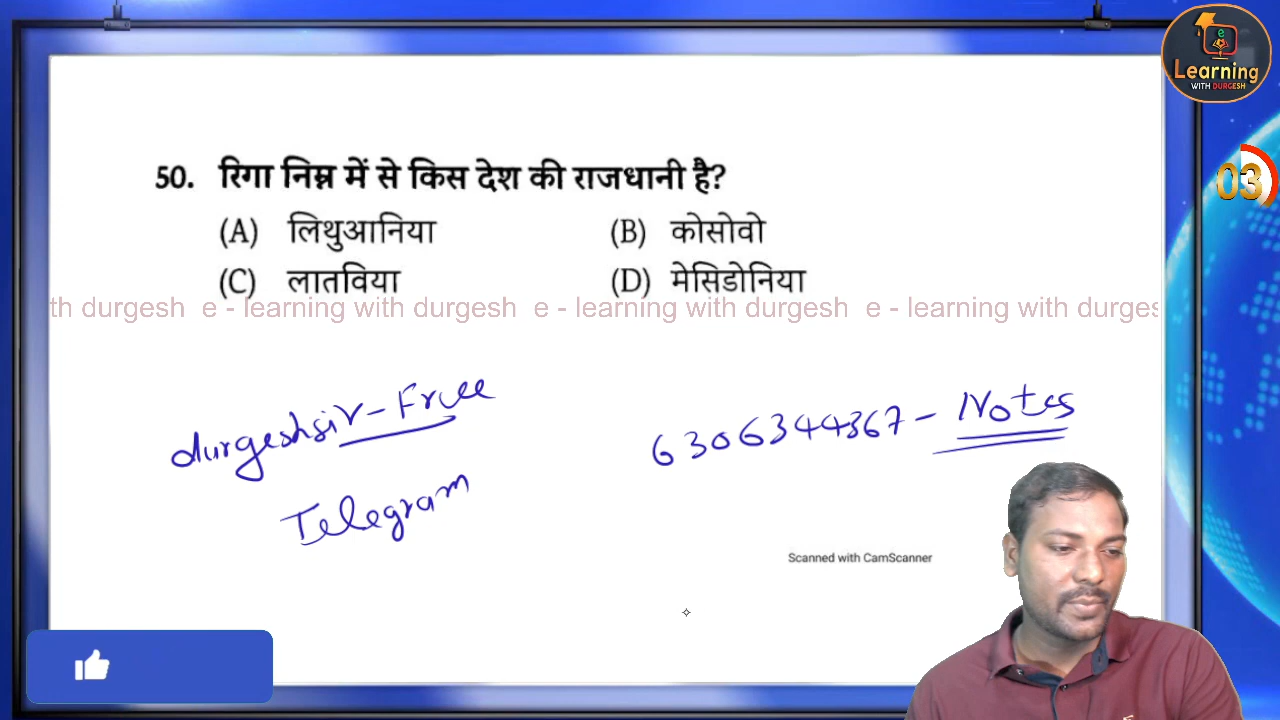 e
Learning
WITH DURGESH
03
50. रिगा निम्न में से किस देश की राजधानी है?
(A) लिथुआनिया (B) कोसोवो
(C) लातविया (D) मेसिडोनिया
th durgesh e - learning with durgesh e - learning with durgesh e - learning with durges
durgeshsir - Free 6306344367 - Notes
Telegram
Scanned with CamScanner